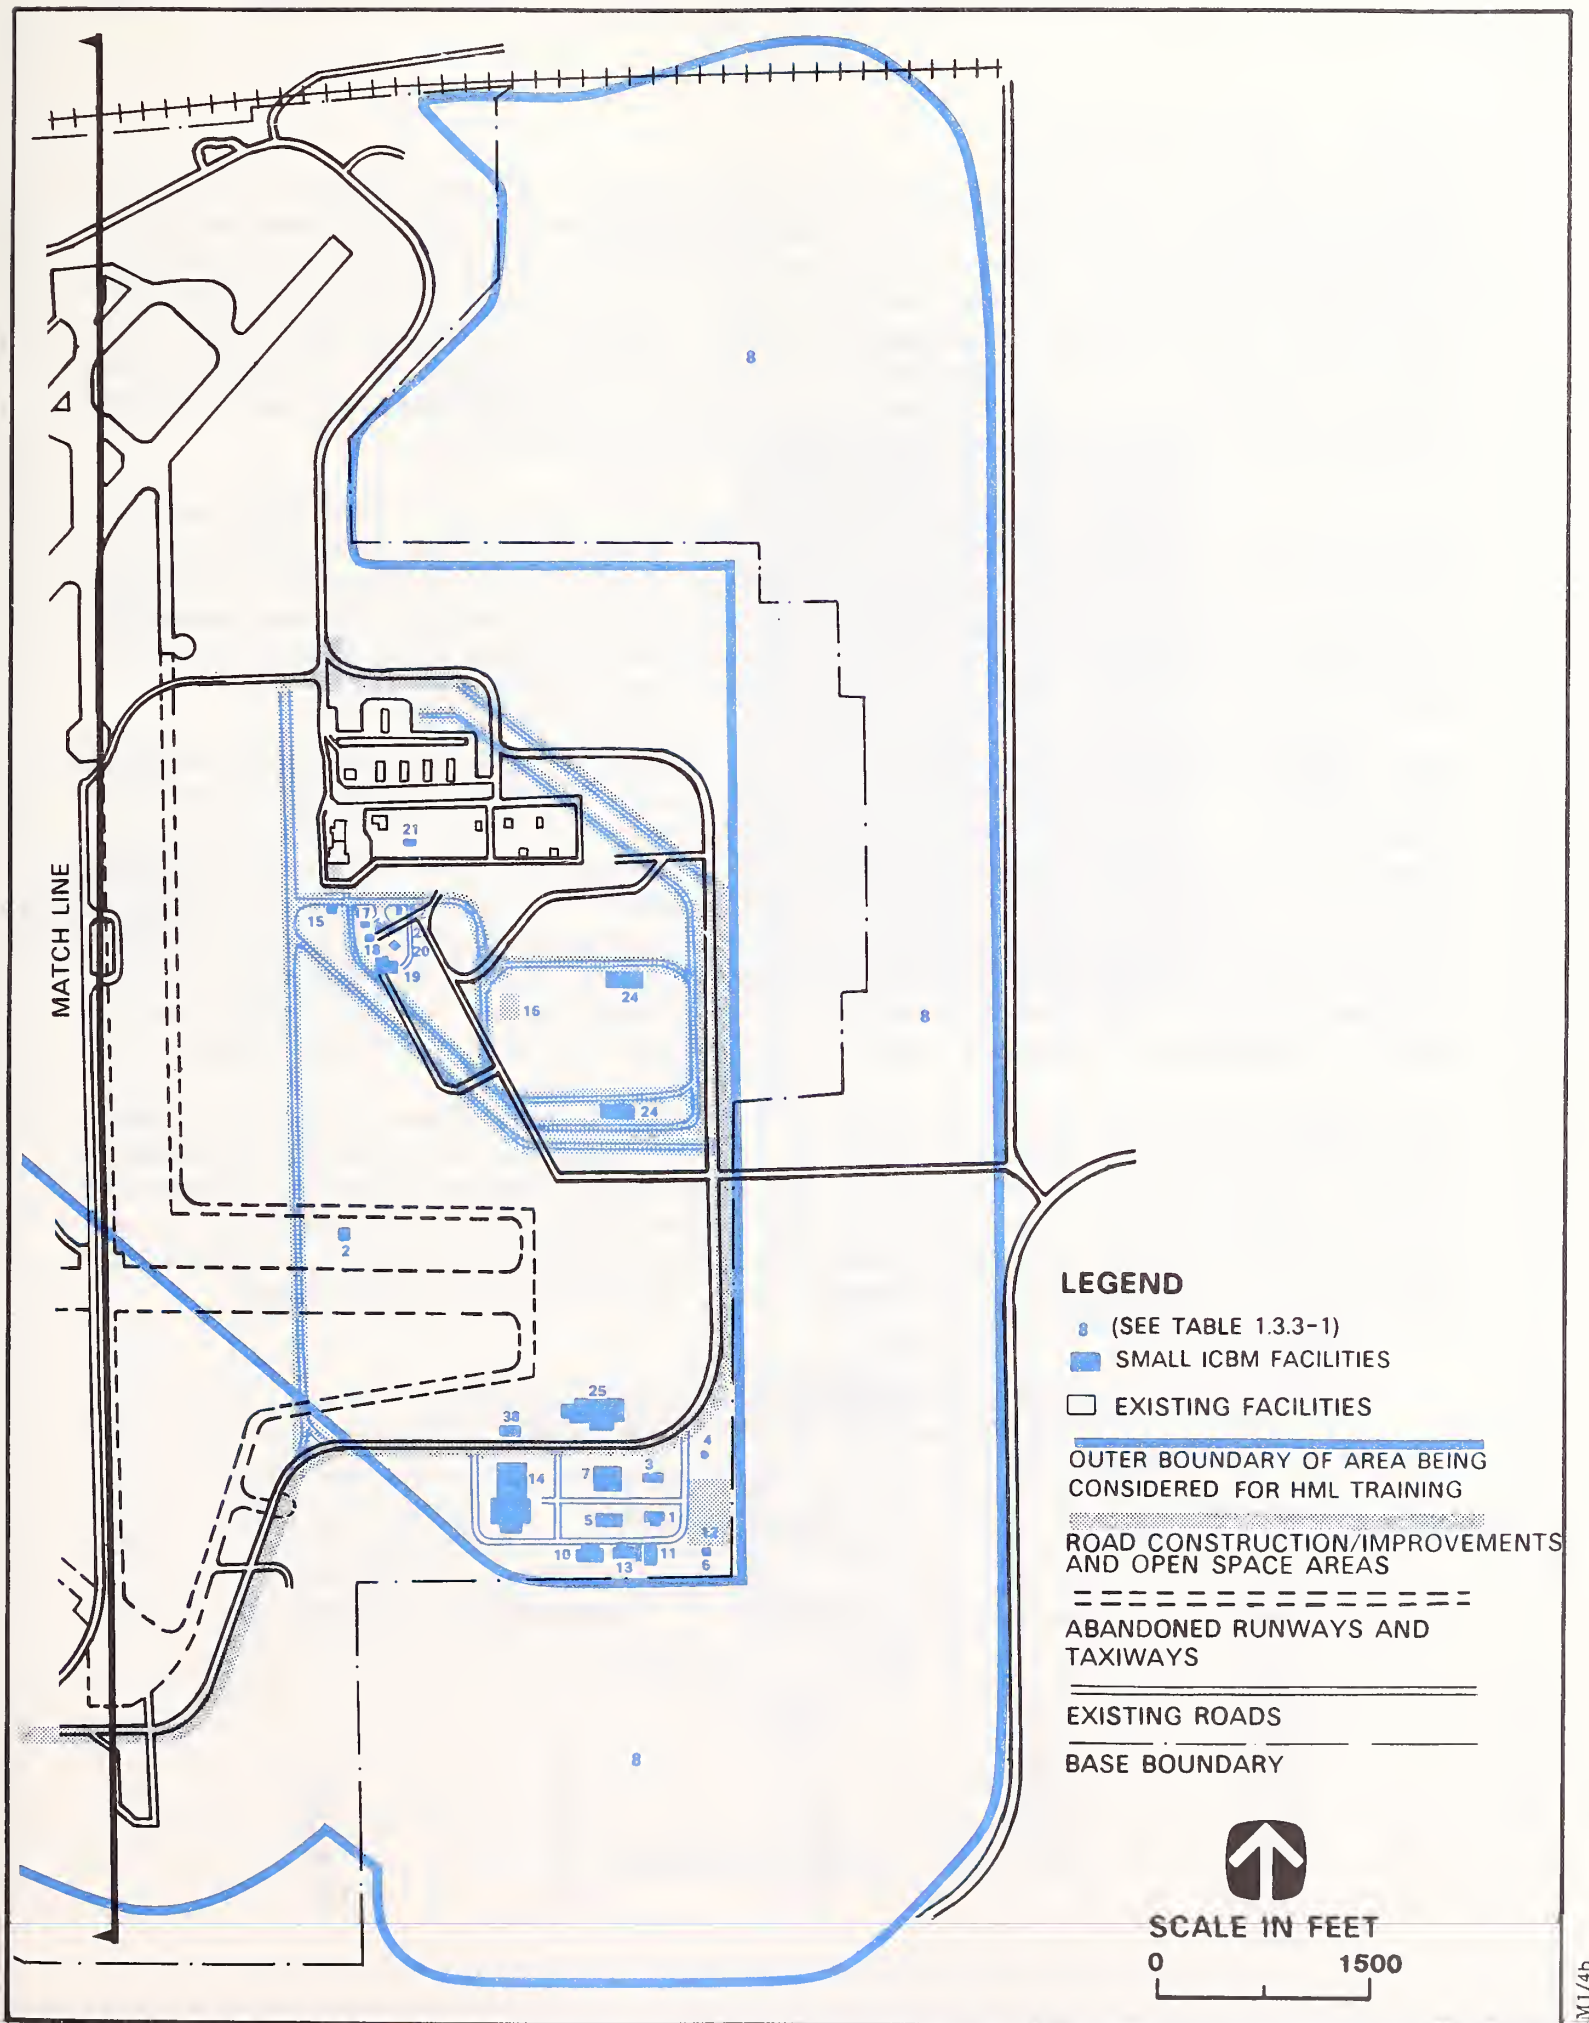 8
21
15
17
18
20
19
24
16
8
24
MATCH LINE
2
25
38
4
14
7
3
5
1
12
10
13
11
6
8
LEGEND
8 (SEE TABLE 1.3.3-1)
SMALL ICBM FACILITIES
EXISTING FACILITIES
OUTER BOUNDARY OF AREA BEING
CONSIDERED FOR HML TRAINING
ROAD CONSTRUCTION/IMPROVEMENTS
AND OPEN SPACE AREAS
ABANDONED RUNWAYS AND
TAXIWAYS
EXISTING ROADS
BASE BOUNDARY
SCALE IN FEET
0 1500